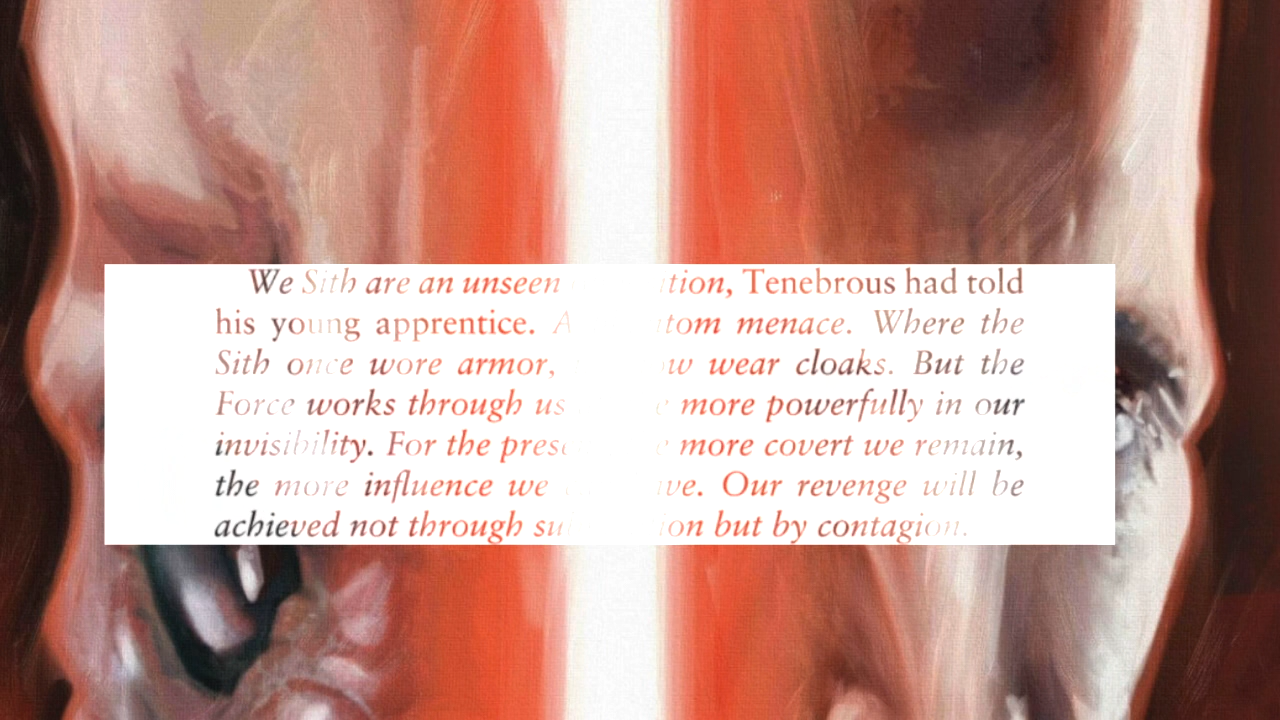 We Sith are an unseen Tenebrous had told
his young apprentice. menace. Where the
Sith once wore armor, wear cloaks. But the
Force works through us more powerfully in our
invisibility. For the more covert we remain,
the more influence we Our revenge will be
achieved not through but by contagion.